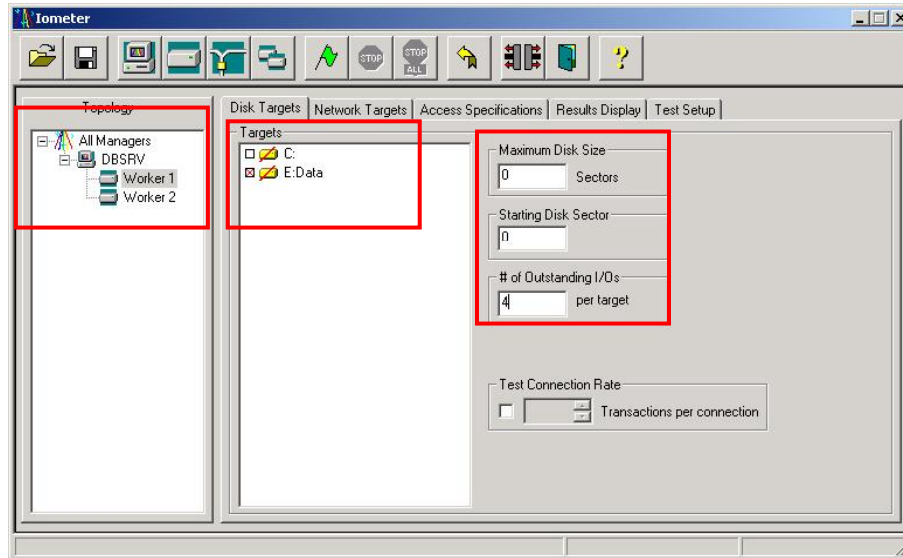 Iometer
STOP
STOP
ALL
?
Topology
All Managers
DBSRV
Worker 1
Worker 2
Disk Targets
Network Targets
Access Specifications
Results Display
Test Setup
Targets
C:
E:Data
Maximum Disk Size
0 Sectors
Starting Disk Sector
0
# of Outstanding I/Os
4 per target
Test Connection Rate
Transactions per connection